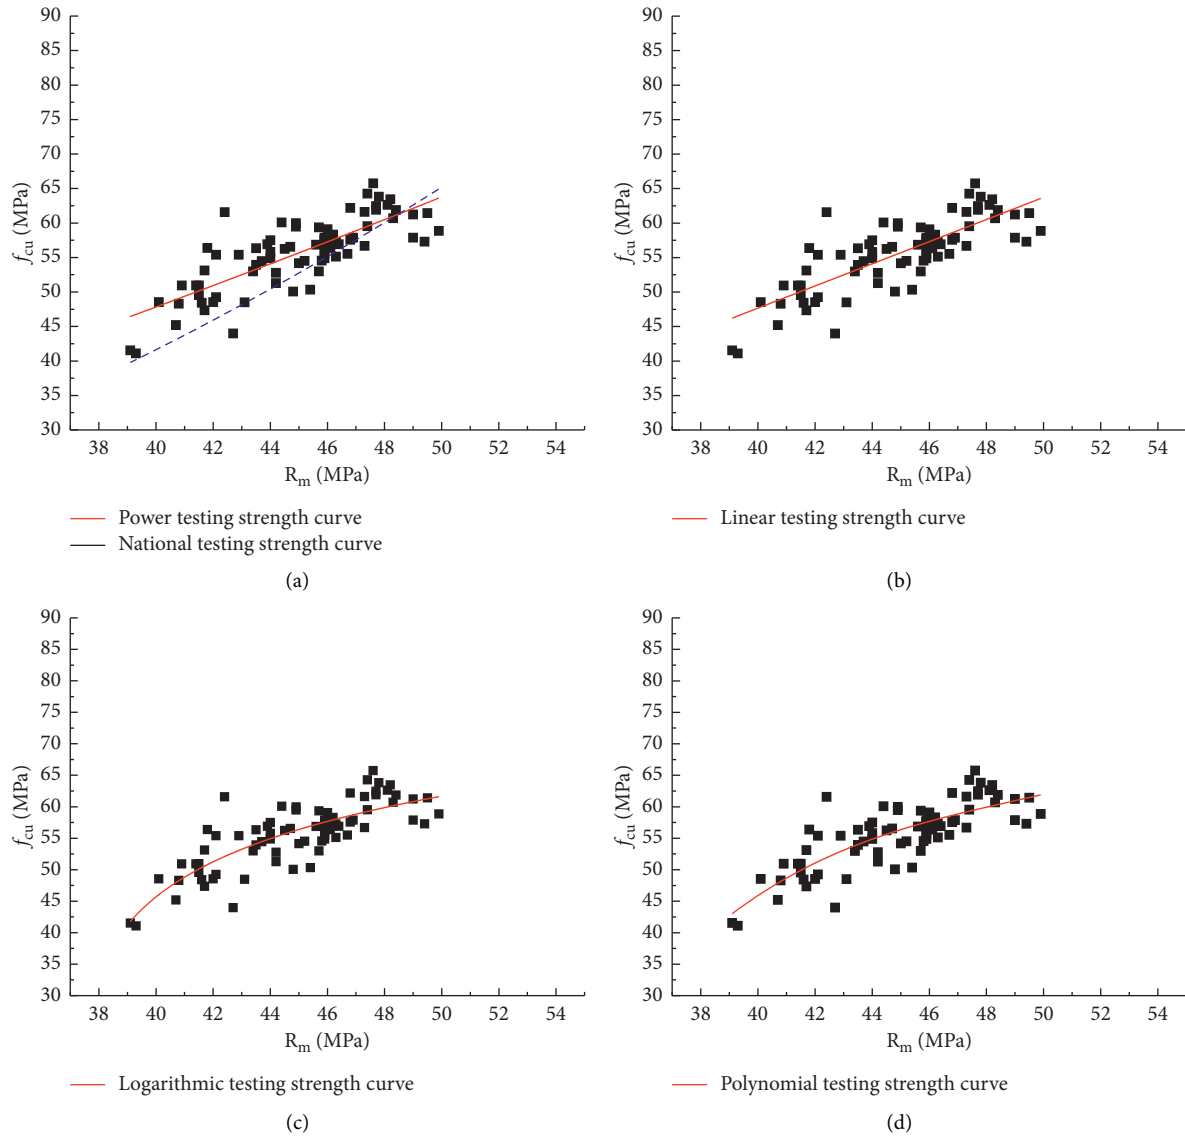 90
85
80
75
70
65
60
55
50
45
40
35
30
f_cu (MPa)
38 40 42 44 46 48 50 52 54
R_m (MPa)
Power testing strength curve
National testing strength curve
(a)
90
85
80
75
70
65
60
55
50
45
40
35
30
f_cu (MPa)
38 40 42 44 46 48 50 52 54
R_m (MPa)
Linear testing strength curve
(b)
90
85
80
75
70
65
60
55
50
45
40
35
30
f_cu (MPa)
38 40 42 44 46 48 50 52 54
R_m (MPa)
Logarithmic testing strength curve
(c)
90
85
80
75
70
65
60
55
50
45
40
35
30
f_cu (MPa)
38 40 42 44 46 48 50 52 54
R_m (MPa)
Polynomial testing strength curve
(d)